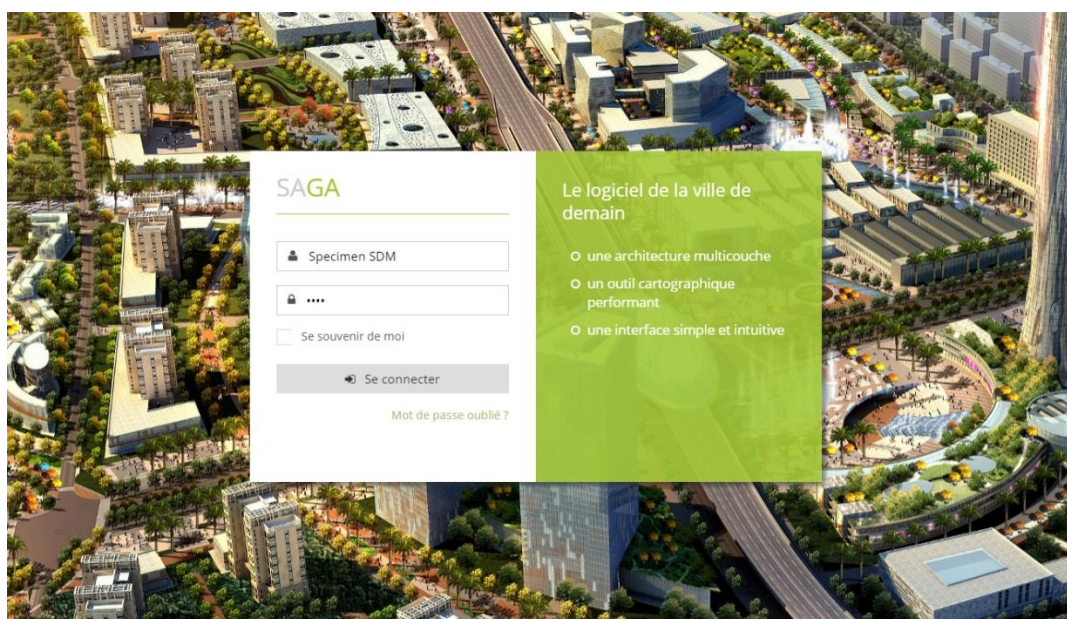 SAGA
Specimen SDM
••••
Se souvenir de moi
Se connecter
Mot de passe oublié ?
Le logiciel de la ville de
demain
une architecture multicouche
un outil cartographique
performant
une interface simple et intuitive